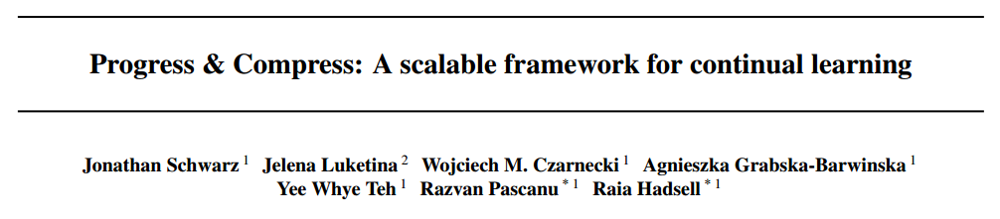 Progress & Compress: A scalable framework for continual learning
Jonathan Schwarz 1 Jelena Luketina 2 Wojciech M. Czarnecki 1 Agnieszka Grabska-Barwinska 1
Yee Whye Teh 1 Razvan Pascanu * 1 Raia Hadsell * 1